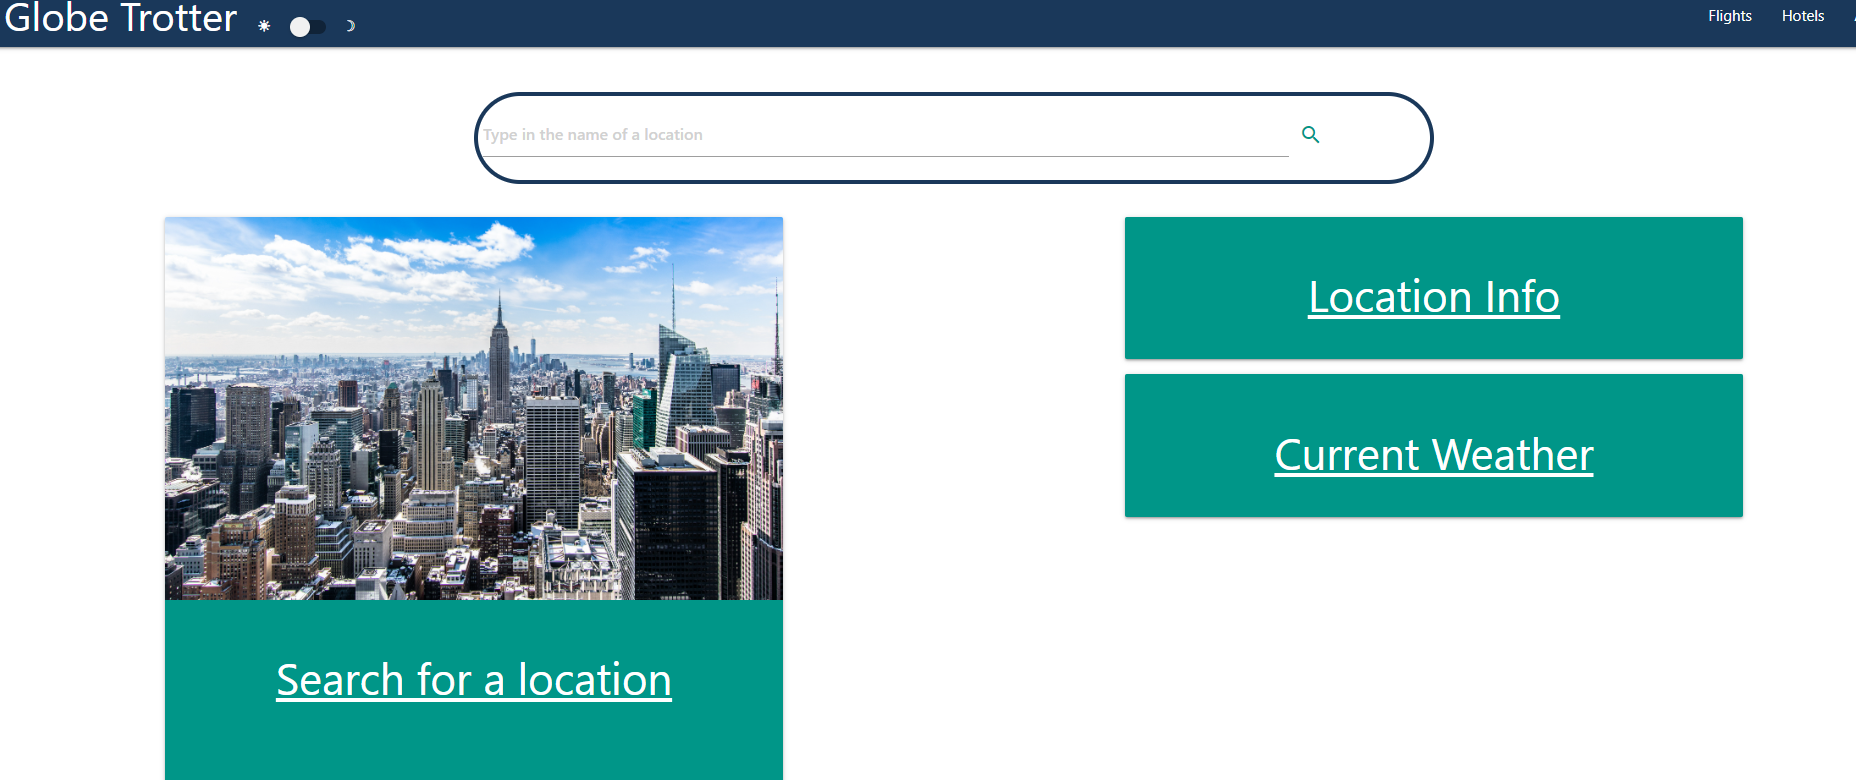 Globe Trotter
Flights Hotels
Type in the name of a location
Location Info
Current Weather
Search for a location